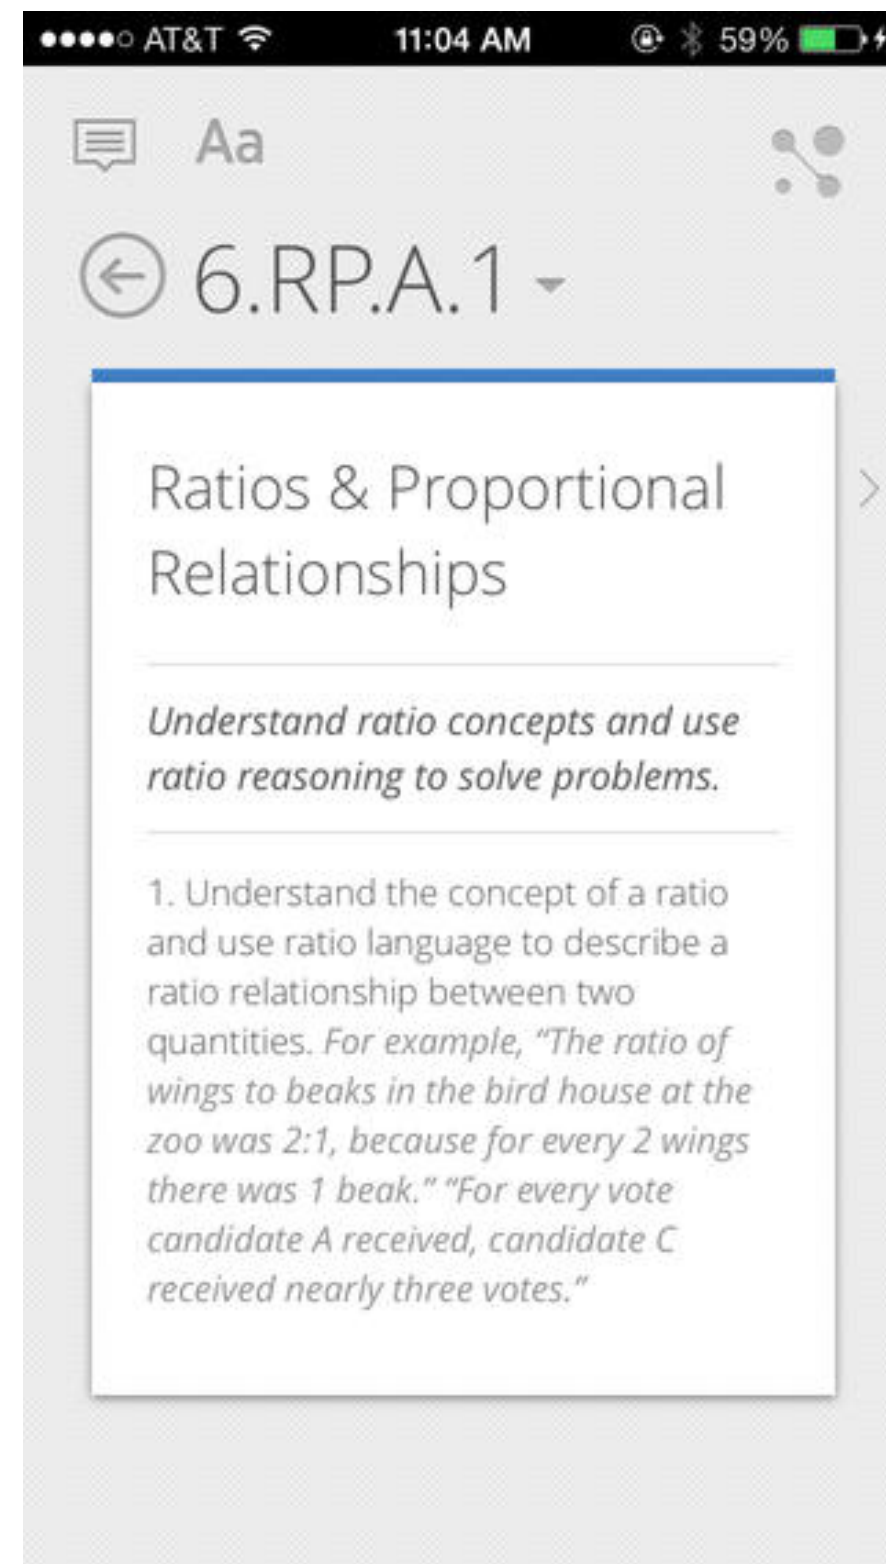 AT&T 11:04 AM 59%
Aa
6.RP.A.1
Ratios & Proportional
Relationships
Understand ratio concepts and use
ratio reasoning to solve problems.
1. Understand the concept of a ratio
and use ratio language to describe a
ratio relationship between two
quantities. For example, “The ratio of
wings to beaks in the bird house at the
zoo was 2:1, because for every 2 wings
there was 1 beak.” “For every vote
candidate A received, candidate C
received nearly three votes.”